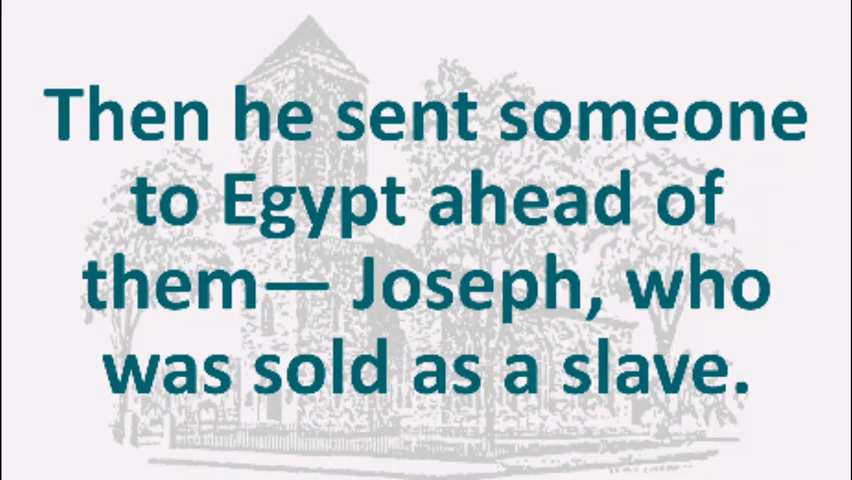 Then he sent someone
to Egypt ahead of
them— Joseph, who
was sold as a slave.